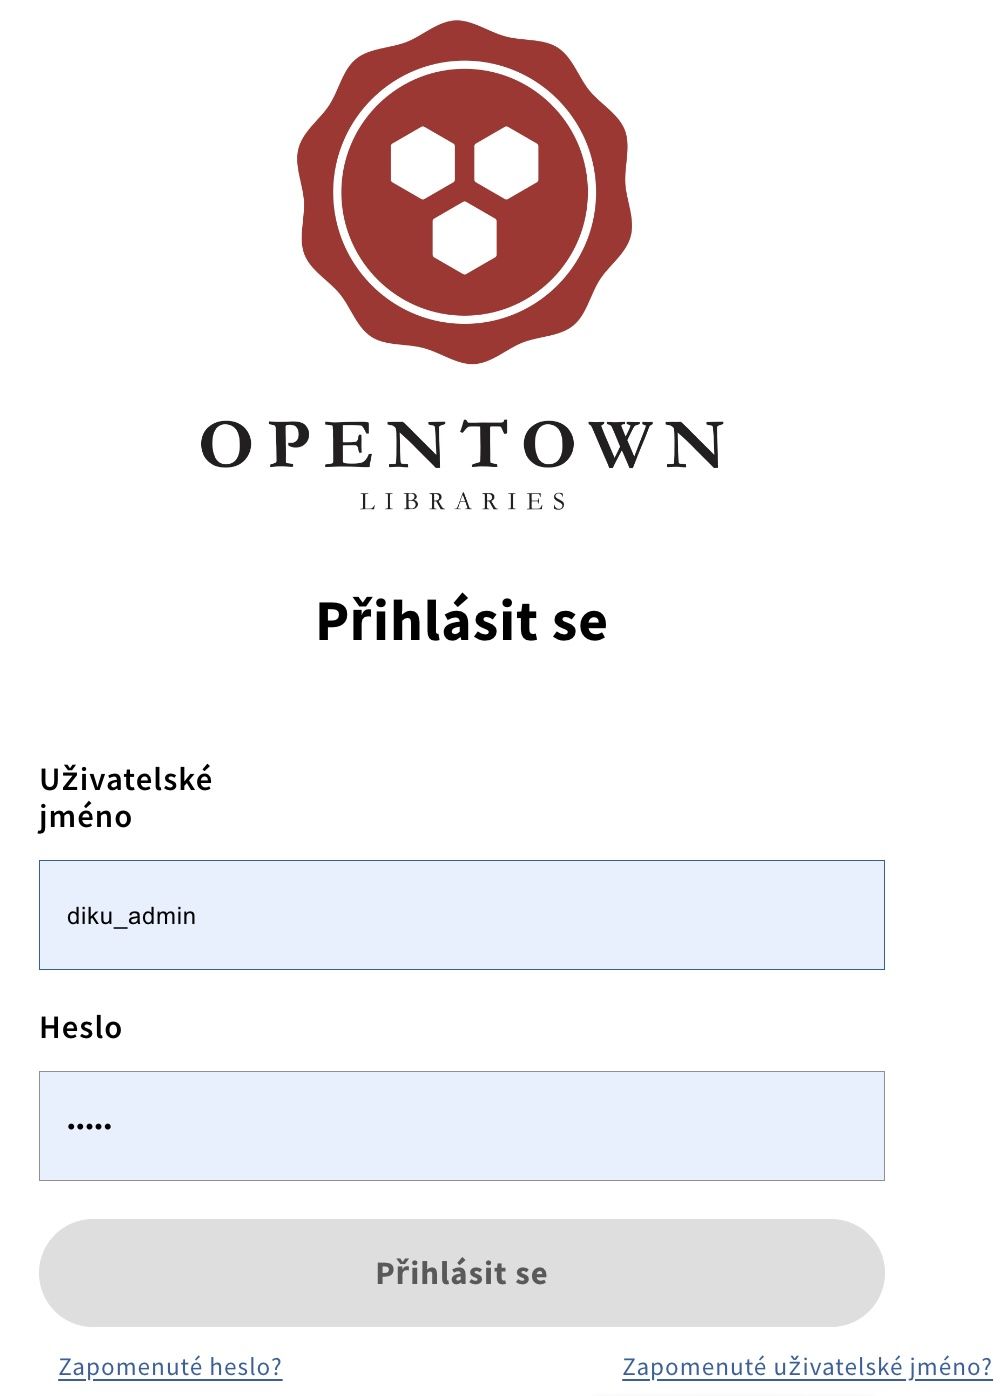 OPENTOWN
LIBRARIES
Přihlásit se
Uživatelské
jméno
diku_admin
Heslo
•••••
Přihlásit se
Zapomenuté heslo?
Zapomenuté uživatelské jméno?